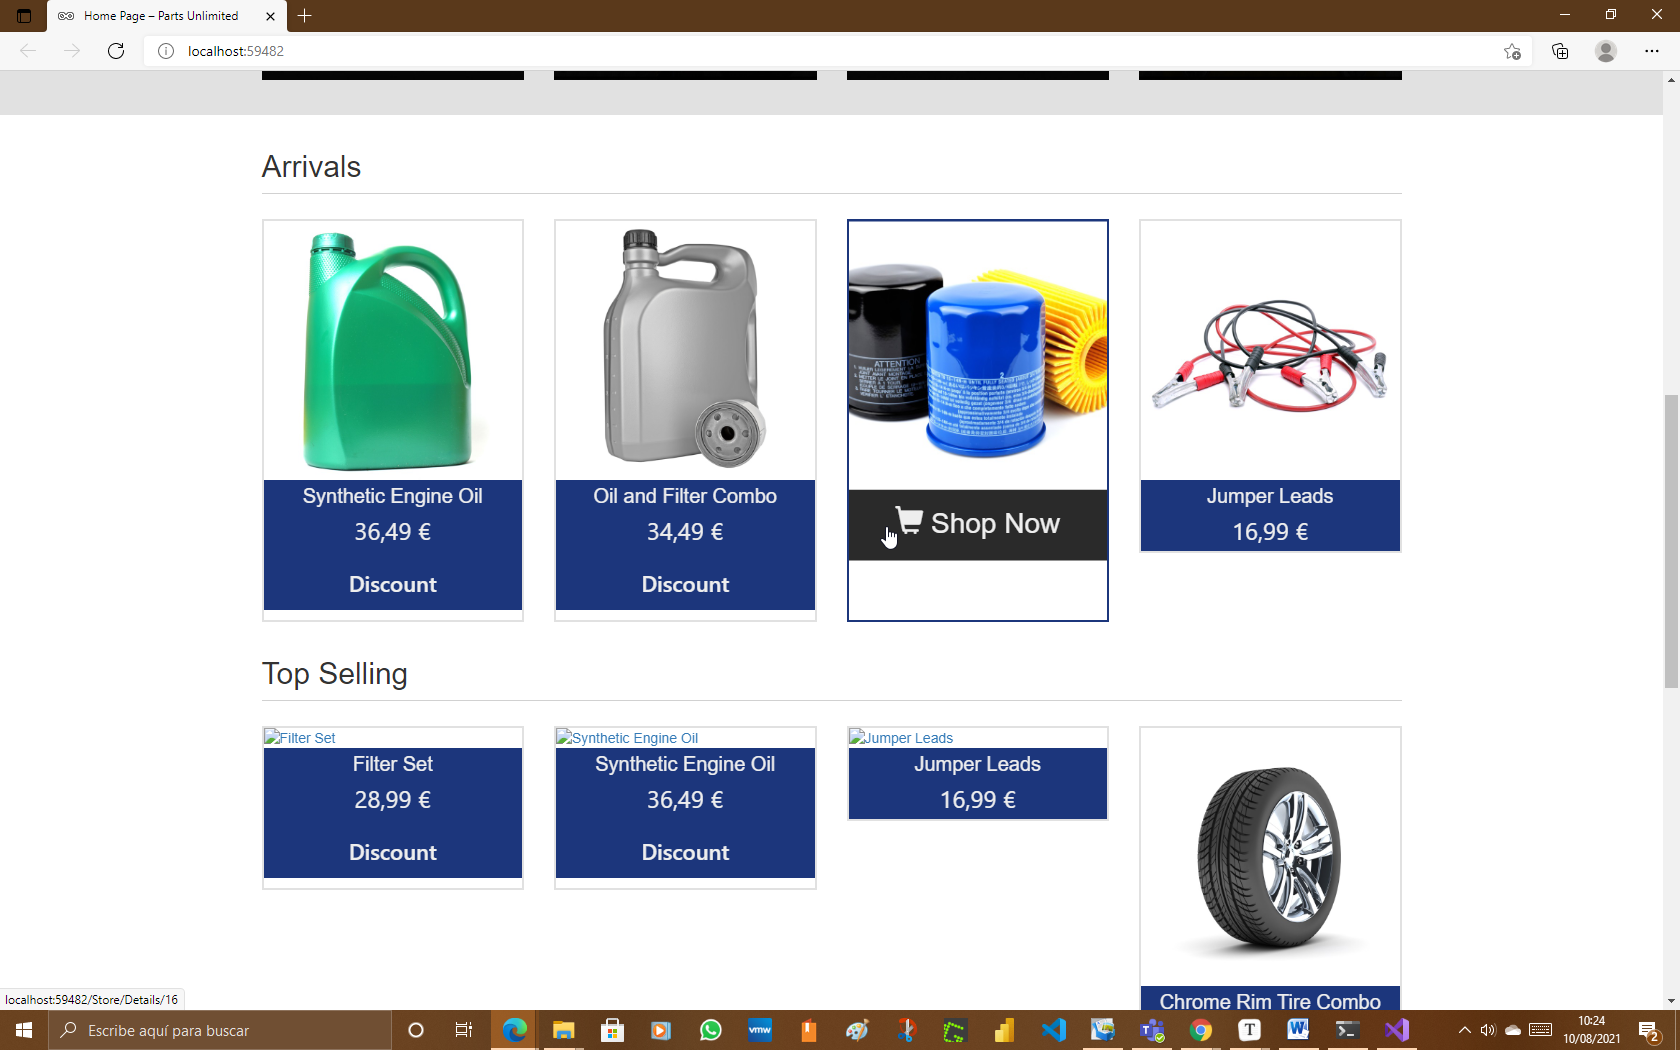 Home Page – Parts Unlimited
localhost:59482
Arrivals
ATTENTION
Synthetic Engine Oil
36,49 €
Discount
Oil and Filter Combo
34,49 €
Discount
Shop Now
Jumper Leads
16,99 €
Top Selling
Filter Set
Filter Set
28,99 €
Discount
Synthetic Engine Oil
Synthetic Engine Oil
36,49 €
Discount
Jumper Leads
Jumper Leads
16,99 €
Chrome Rim Tire Combo
localhost:59482/Store/Details/16
Escribe aquí para buscar
vmw
T
W
10:24
10/08/2021
2